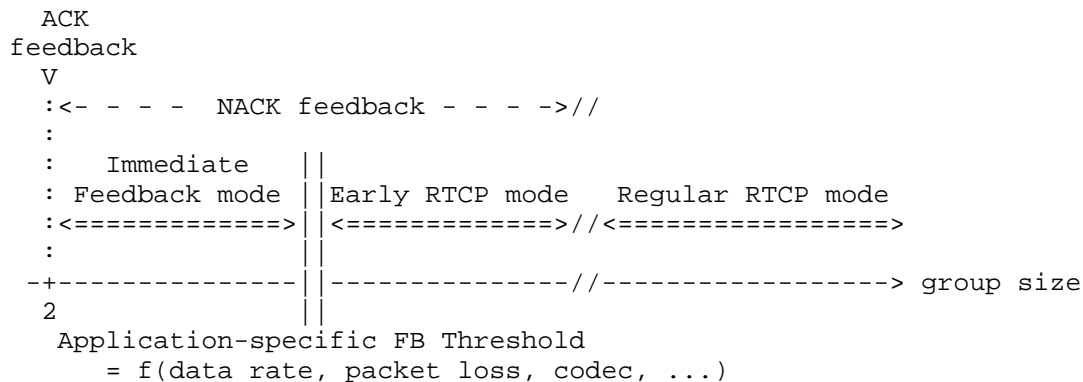 ACK
feedback
  V
  :<- - - -  NACK feedback - - - ->//
  :
  :   Immediate   ||
  : Feedback mode ||Early RTCP mode   Regular RTCP mode
  :<=============>||<=============>//<=================>
  :               ||
 -+---------------||---------------//------------------> group size
  2               ||
   Application-specific FB Threshold
      = f(data rate, packet loss, codec, ...)